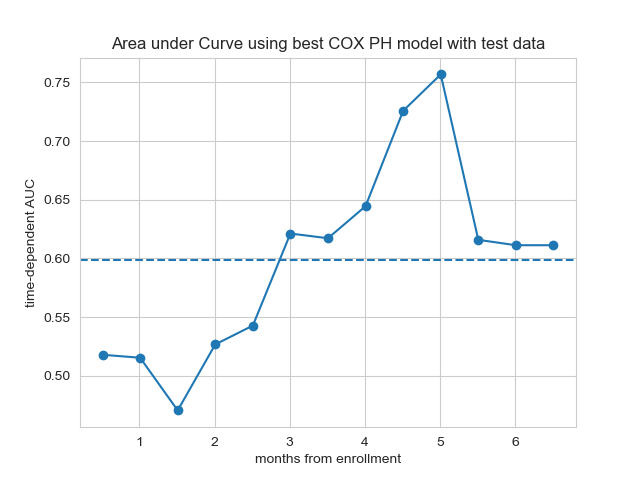 Area under Curve using best COX PH model with test data
time-dependent AUC
0.75
0.70
0.65
0.60
0.55
0.50
1 2 3 4 5 6
months from enrollment